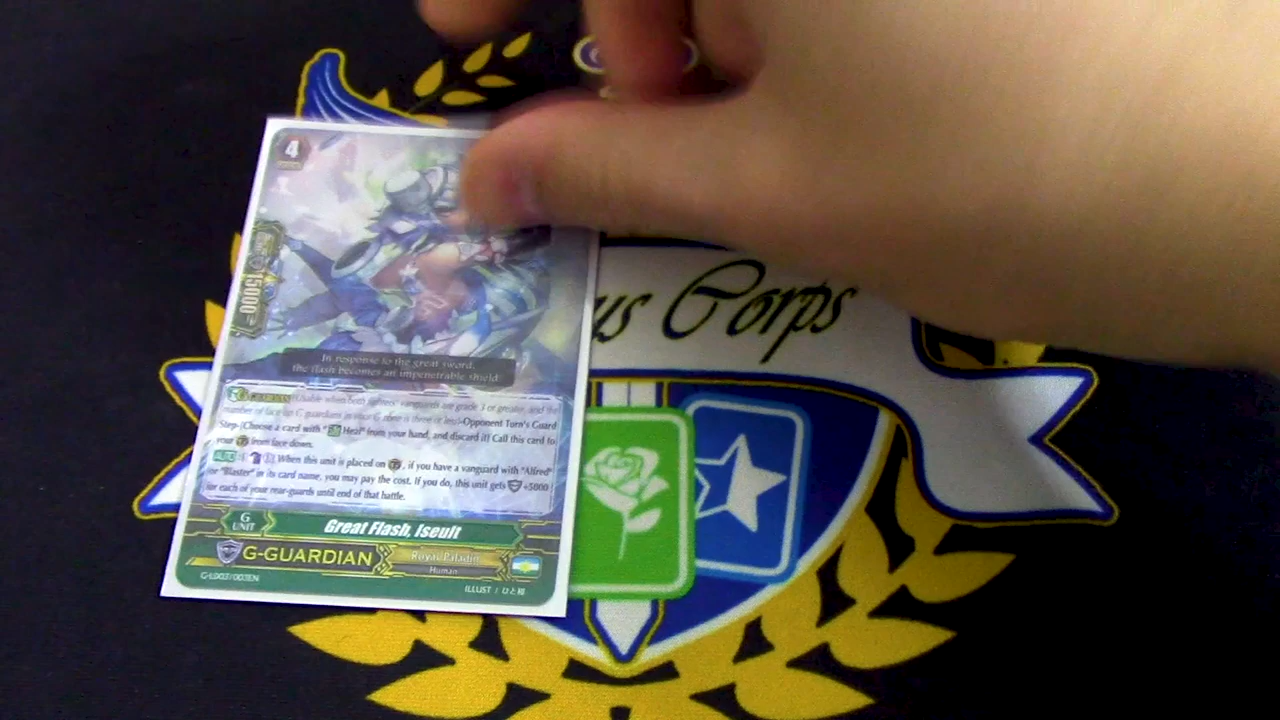 4
15000
us Corps
In response to the great sword,
the flash becomes an impenetrable shield.
G GUARDIAN (Usable when both fighters' vanguards are grade 3 or greater, and the
number of face up G guardians in your G zone is three or less)-Opponent Turn's Guard
Step-[Choose a card with "Heal" from your hand, and discard it] Call this card to
your from face down.
AUTO: When this unit is placed on , if you have a vanguard with "Alfred"
or "Blaster" in its card name, you may pay the cost. If you do, this unit gets +5000
for each of your rear-guards until end of that battle.
G
UNIT
Great Flash, Iseult
G-GUARDIAN
Royal Paladin
Human
G-LD03/003EN
ILLUST /